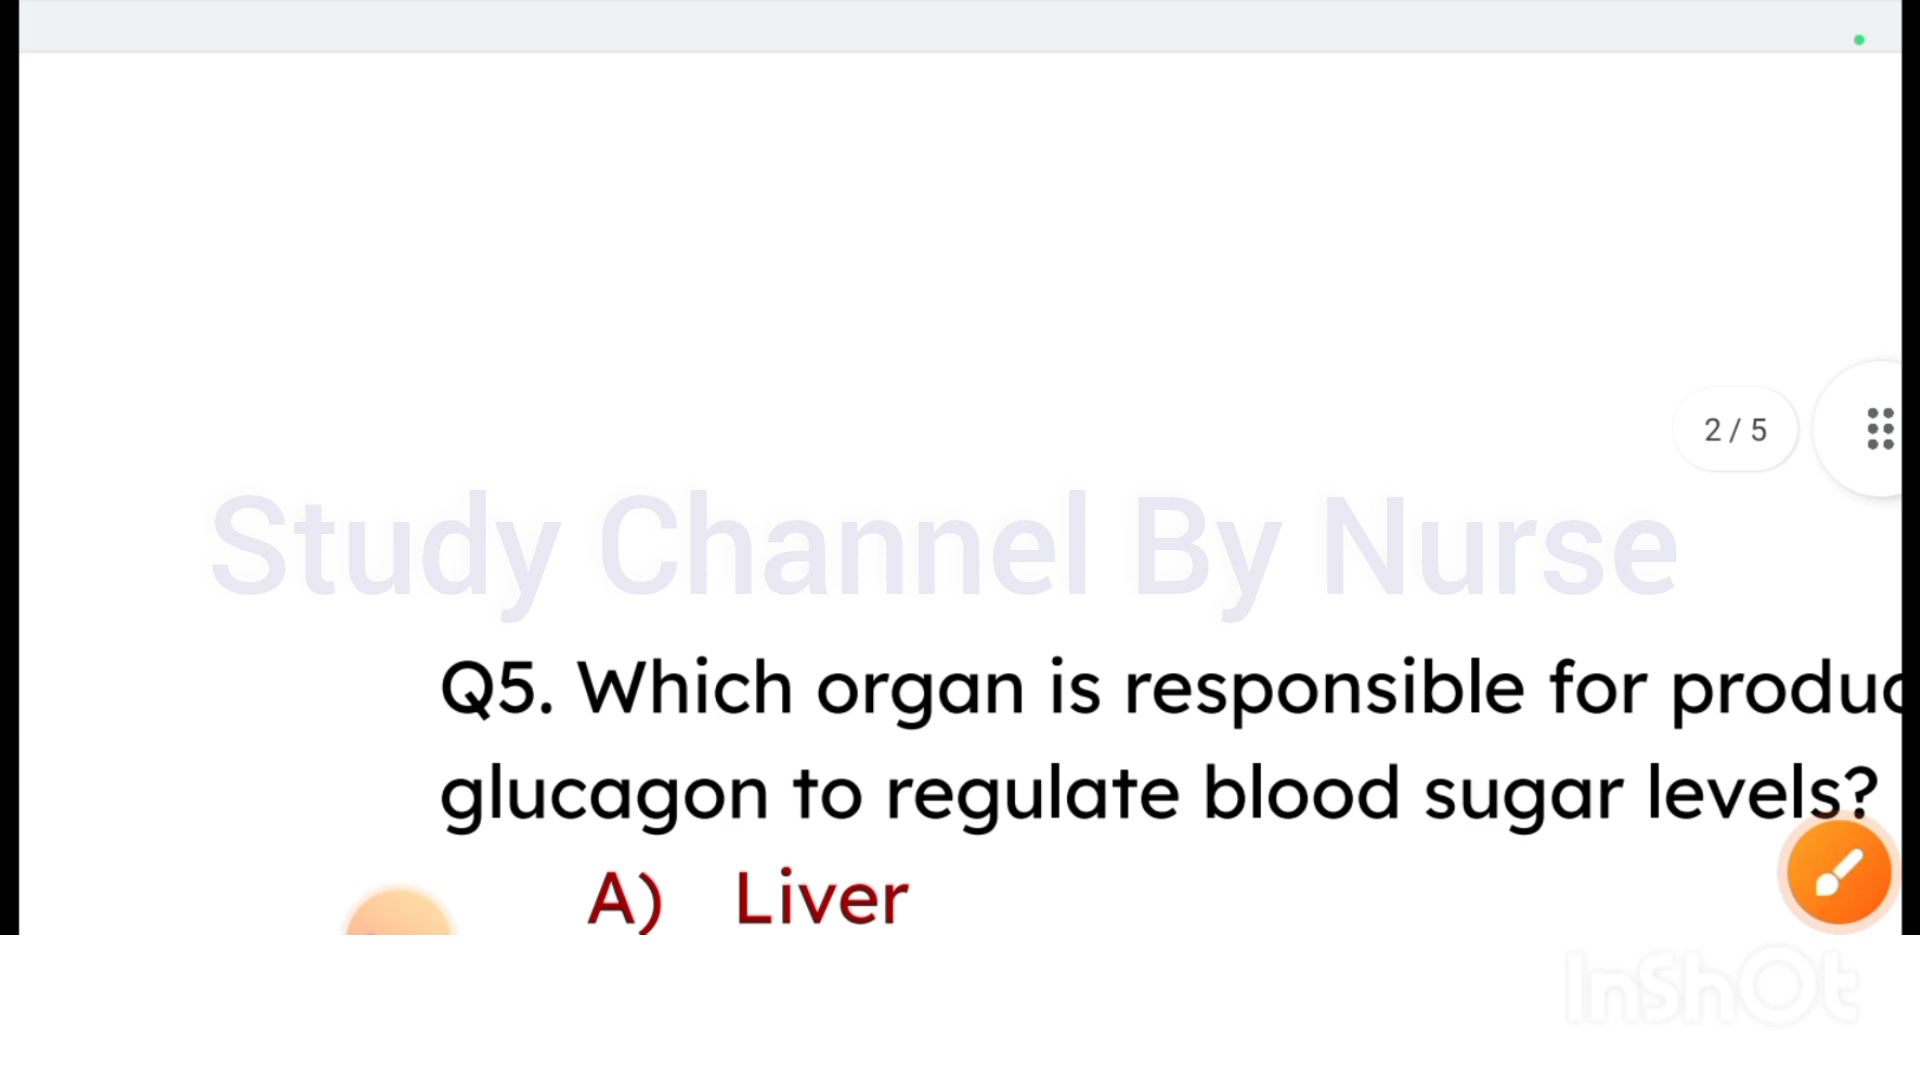 2 / 5
Study Channel By Nurse
Q5. Which organ is responsible for produc
glucagon to regulate blood sugar levels?
A) Liver
InShOt